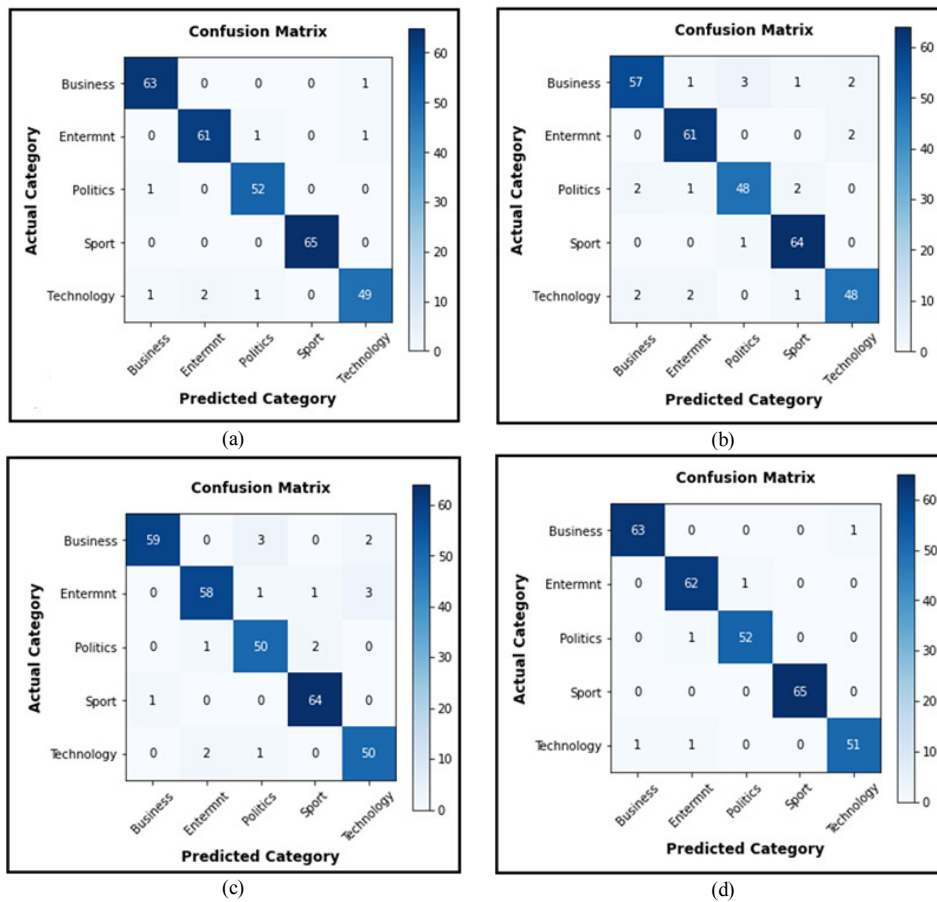 Confusion Matrix
Actual Category
Business 63 0 0 0 1
Entermnt 0 61 1 0 1
Politics 1 0 52 0 0
Sport 0 0 0 65 0
Technology 1 2 1 0 49
Business Entermnt Politics Sport Technology
Predicted Category
60
50
40
30
20
10
0
(a)
Confusion Matrix
Actual Category
Business 57 1 3 1 2
Entermnt 0 61 0 0 2
Politics 2 1 48 2 0
Sport 0 0 1 64 0
Technology 2 2 0 1 48
Business Entermnt Politics Sport Technology
Predicted Category
60
50
40
30
20
10
0
(b)
Confusion Matrix
Actual Category
Business 59 0 3 0 2
Entermnt 0 58 1 1 3
Politics 0 1 50 2 0
Sport 1 0 0 64 0
Technology 0 2 1 0 50
Business Entermnt Politics Sport Technology
Predicted Category
60
50
40
30
20
10
0
(c)
Confusion Matrix
Actual Category
Business 63 0 0 0 1
Entermnt 0 62 1 0 0
Politics 0 1 52 0 0
Sport 0 0 0 65 0
Technology 1 1 0 0 51
Business Entermnt Politics Sport Technology
Predicted Category
60
50
40
30
20
10
0
(d)